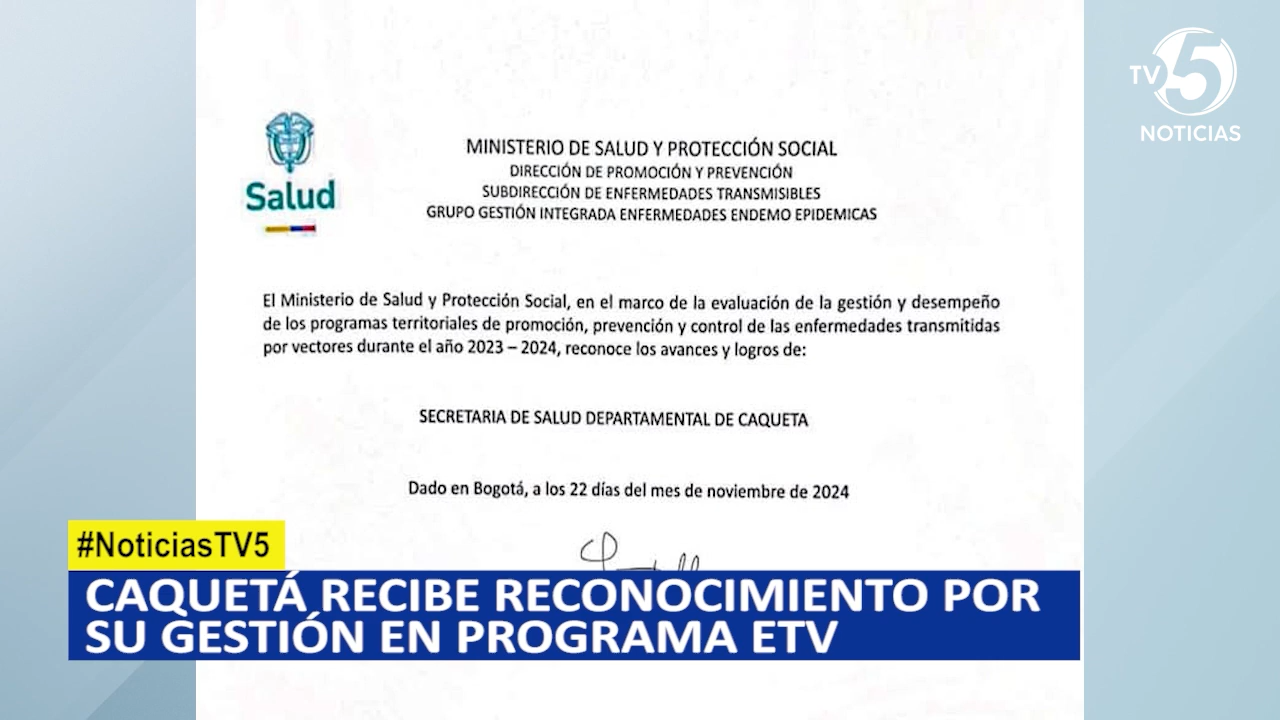 TV5
NOTICIAS
Salud
MINISTERIO DE SALUD Y PROTECCIÓN SOCIAL
DIRECCIÓN DE PROMOCIÓN Y PREVENCIÓN
SUBDIRECCIÓN DE ENFERMEDADES TRANSMISIBLES
GRUPO GESTIÓN INTEGRADA ENFERMEDADES ENDEMO EPIDEMICAS
El Ministerio de Salud y Protección Social, en el marco de la evaluación de la gestión y desempeño
de los programas territoriales de promoción, prevención y control de las enfermedades transmitidas
por vectores durante el año 2023 – 2024, reconoce los avances y logros de:
SECRETARIA DE SALUD DEPARTAMENTAL DE CAQUETA
Dado en Bogotá, a los 22 días del mes de noviembre de 2024
#NoticiasTV5
CAQUETÁ RECIBE RECONOCIMIENTO POR
SU GESTIÓN EN PROGRAMA ETV